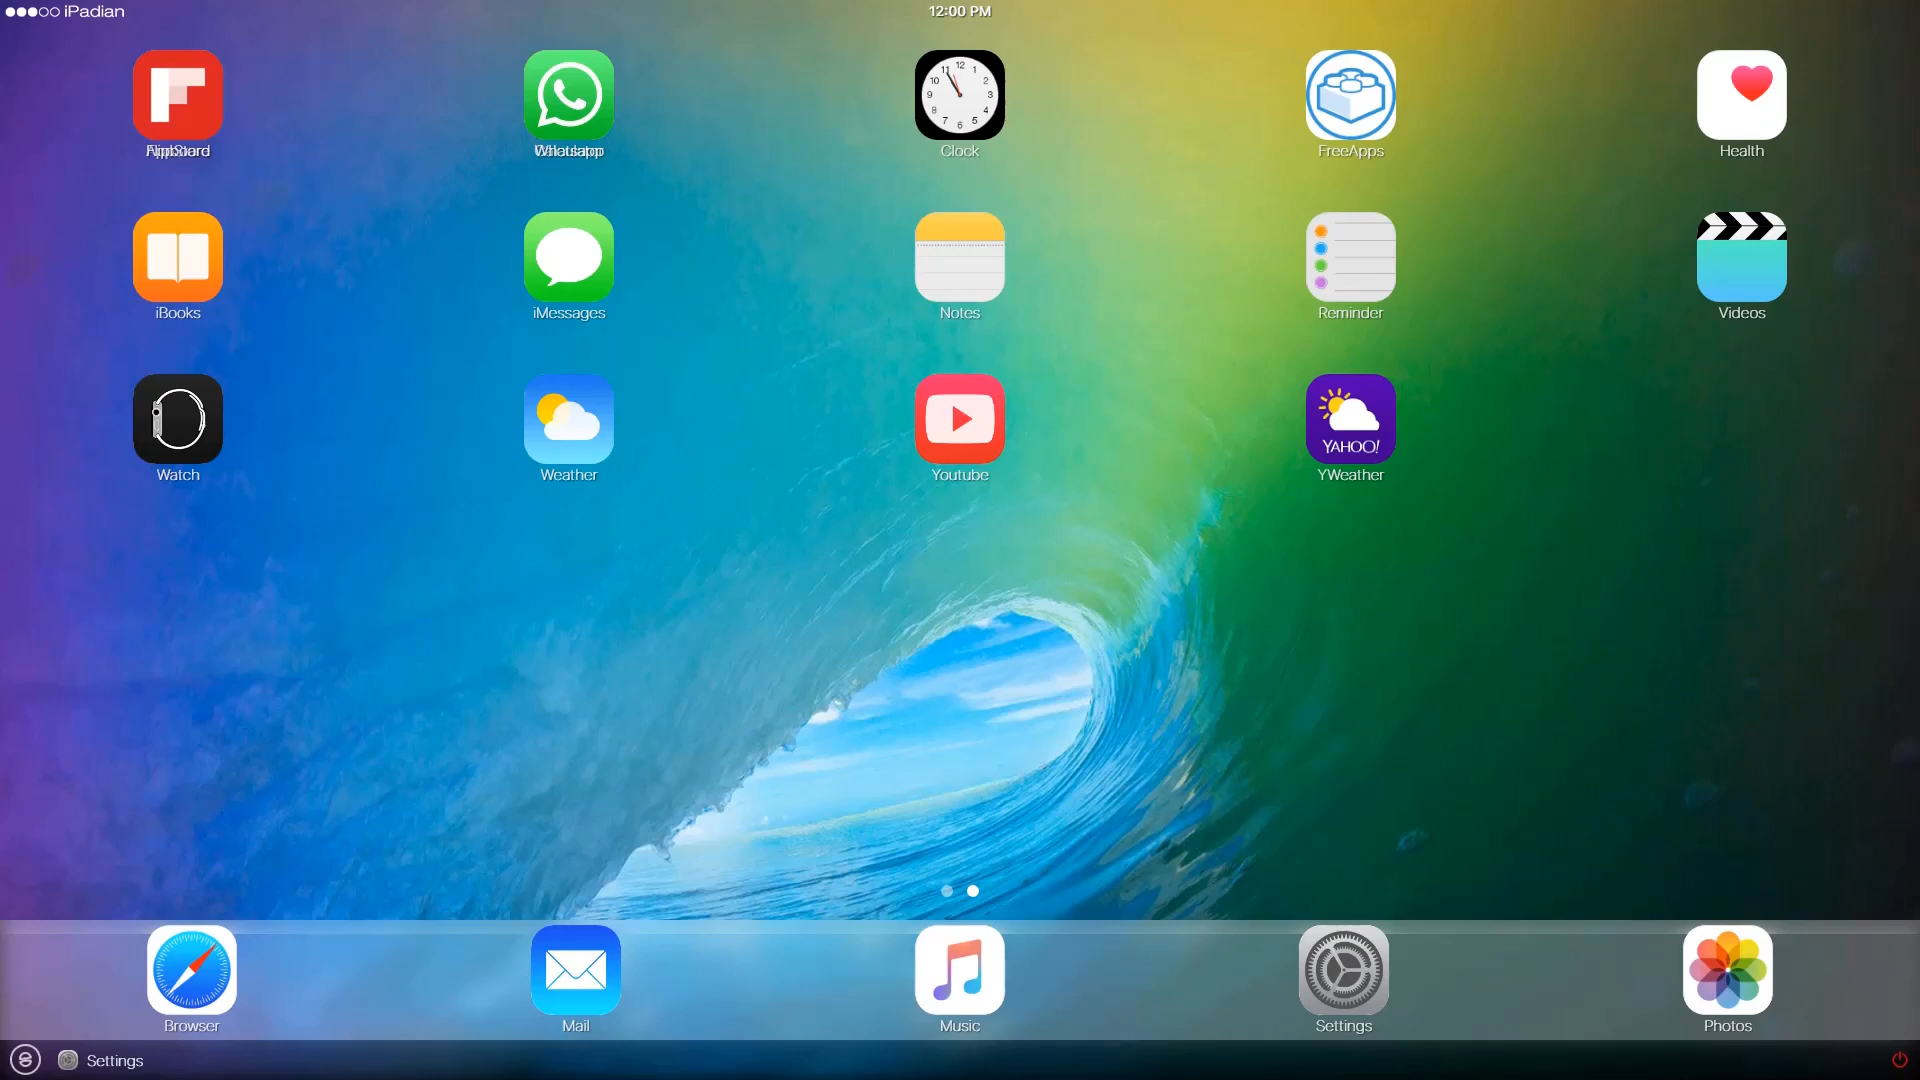 iPadian
12:00 PM
Clock
FreeApps
Health
iBooks
iMessages
Notes
Reminder
Videos
YAHOO!
Watch
Weather
Youtube
YWeather
Browser
Mail
Music
Settings
Photos
Settings